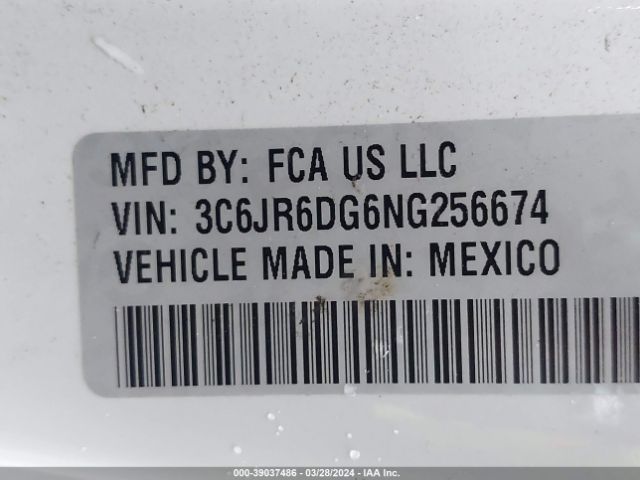 MFD BY: FCA US LLC
VIN: 3C6JR6DG6NG256674
VEHICLE MADE IN: MEXICO
000-39037486 - 03/28/2024 - IAA Inc.